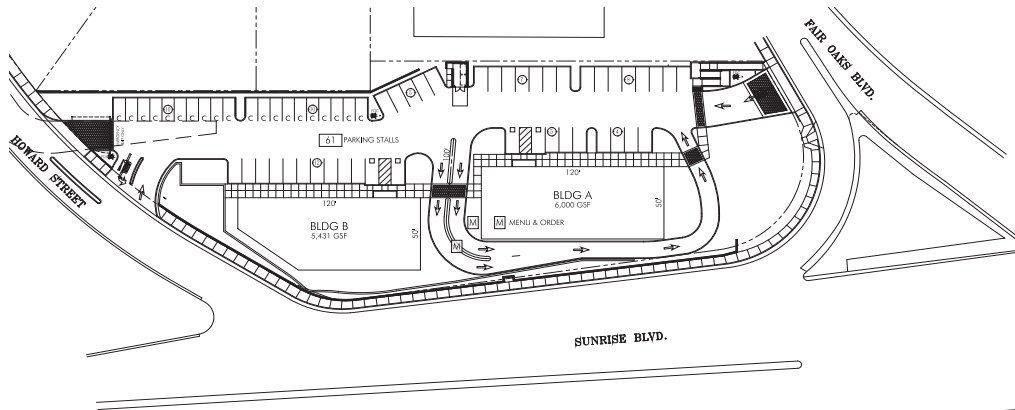 FAIR OAKS BLVD.
HOWARD STREET
61 PARKING STALLS
100'
120'
BLDG A
6,000 GSF
50'
120'
BLDG B
5,431 GSF
50'
M
M
M MENU & ORDER
C C C C C C C C C C C C C C C C C C C C
SUNRISE BLVD.